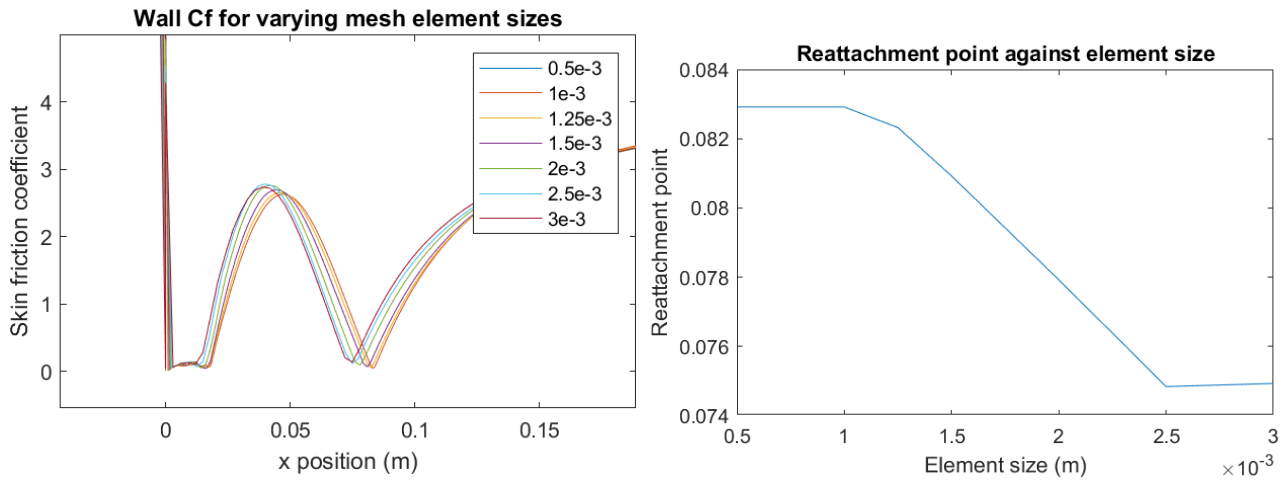 Wall Cf for varying mesh element sizes
Skin friction coefficient
4
3
2
1
0
0
0.05
0.1
0.15
x position (m)
0.5e-3
1e-3
1.25e-3
1.5e-3
2e-3
2.5e-3
3e-3
Reattachment point against element size
Reattachment point
0.084
0.082
0.08
0.078
0.076
0.074
0.5
1
1.5
2
2.5
3
Element size (m)
×10⁻³